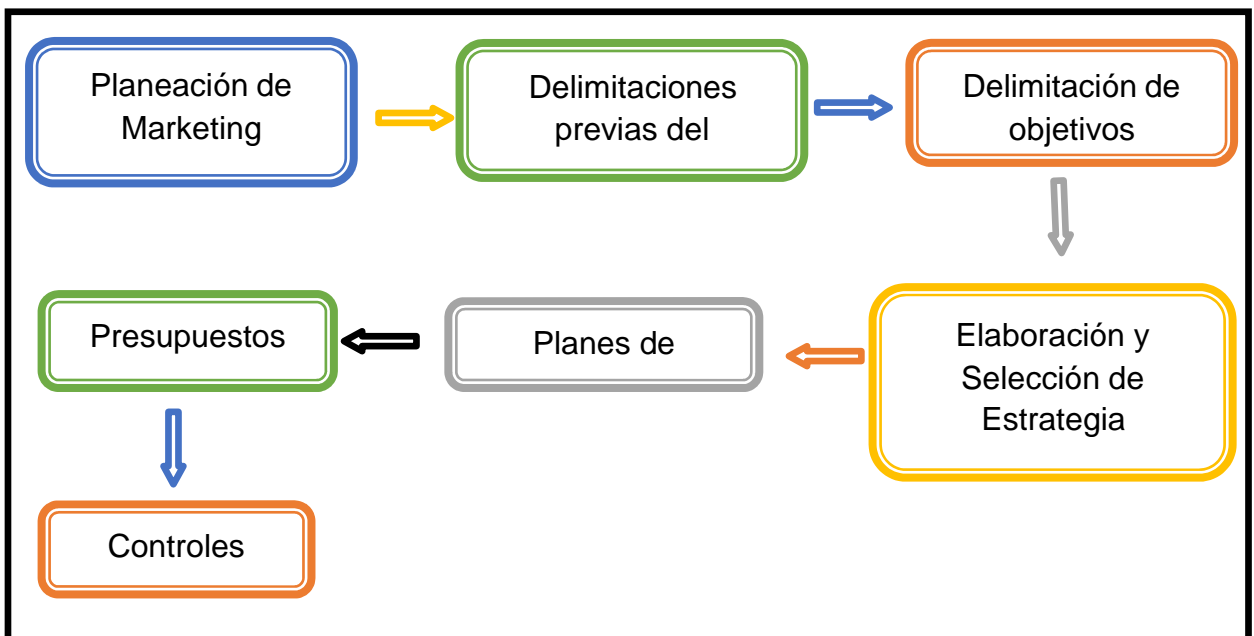 Planeación de
Marketing
Delimitaciones
previas del
Delimitación de
objetivos
Elaboración y
Selección de
Estrategia
Planes de
Presupuestos
Controles